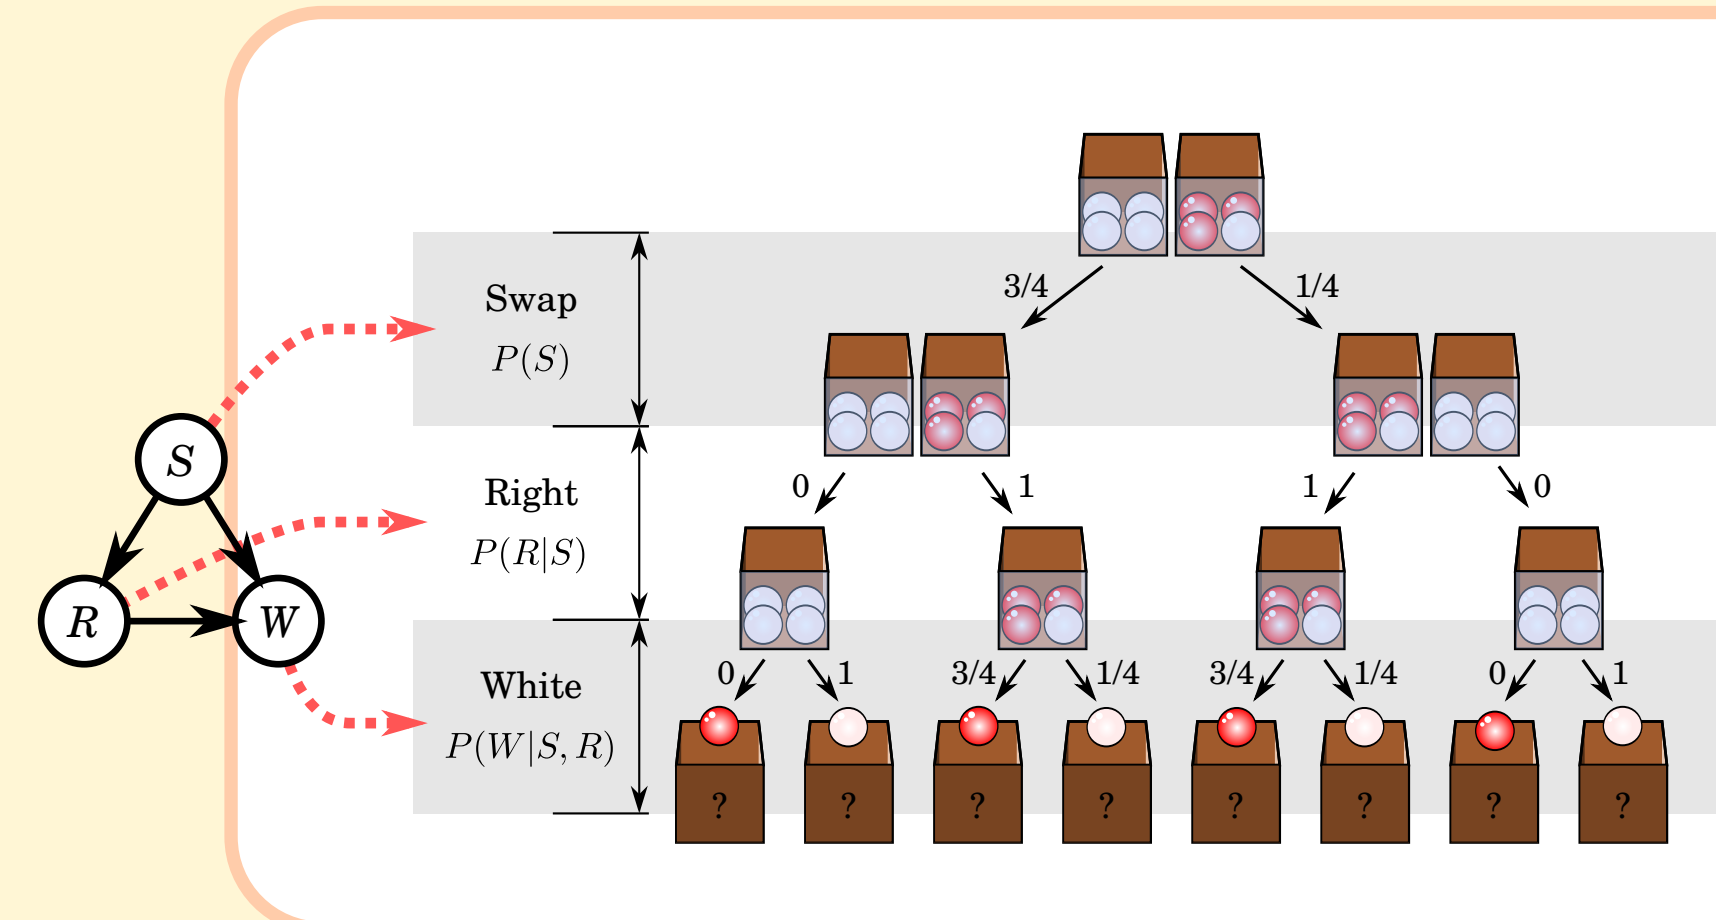 3/4 1/4
Swap
P(S)
S
0 1 1 0
Right
P(R|S)
R W
0 1 3/4 1/4 3/4 1/4 0 1
White
P(W|S, R)
? ? ? ? ? ? ? ?